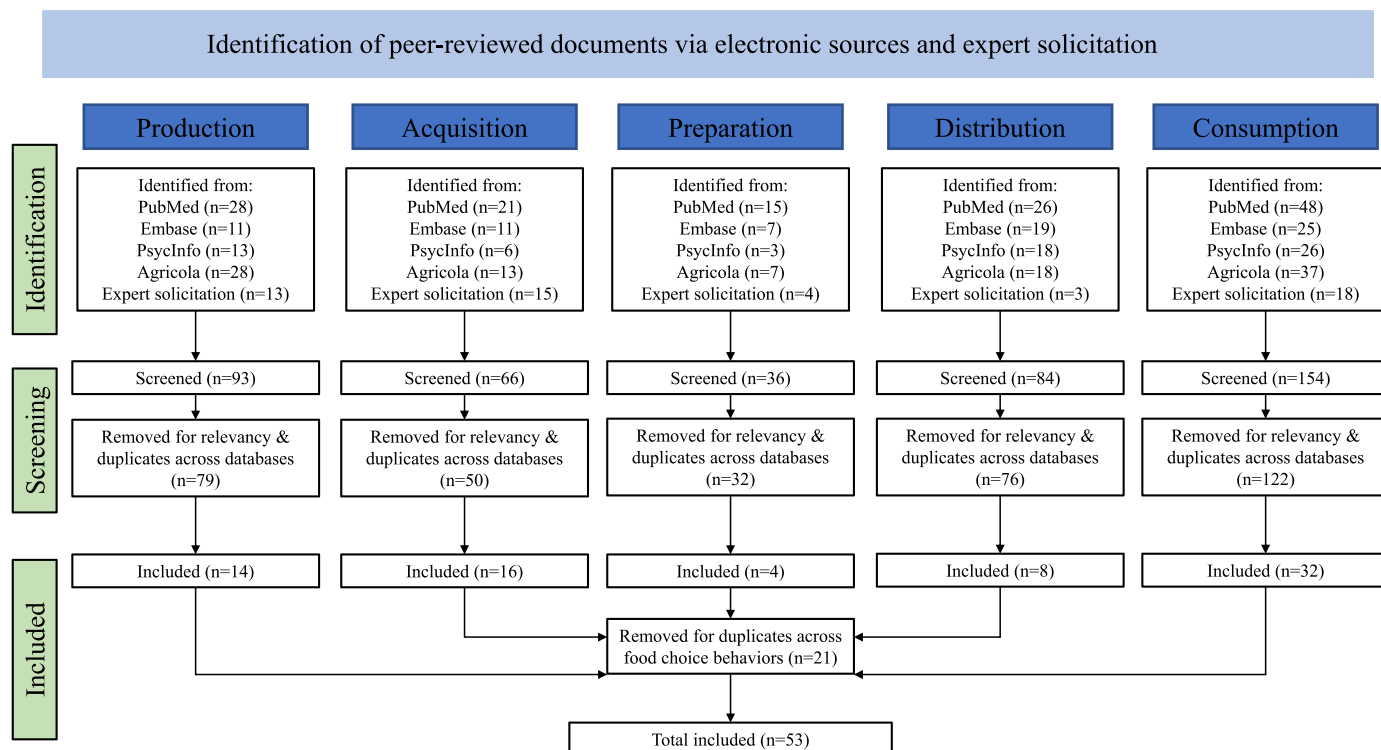 Identification of peer-reviewed documents via electronic sources and expert solicitation
Production
Acquisition
Preparation
Distribution
Consumption
Identification
Identified from:
PubMed (n=28)
Embase (n=11)
PsycInfo (n=13)
Agricola (n=28)
Expert solicitation (n=13)
Identified from:
PubMed (n=21)
Embase (n=11)
PsycInfo (n=6)
Agricola (n=13)
Expert solicitation (n=15)
Identified from:
PubMed (n=15)
Embase (n=7)
PsycInfo (n=3)
Agricola (n=7)
Expert solicitation (n=4)
Identified from:
PubMed (n=26)
Embase (n=19)
PsycInfo (n=18)
Agricola (n=18)
Expert solicitation (n=3)
Identified from:
PubMed (n=48)
Embase (n=25)
PsycInfo (n=26)
Agricola (n=37)
Expert solicitation (n=18)
Screening
Screened (n=93)
Screened (n=66)
Screened (n=36)
Screened (n=84)
Screened (n=154)
Removed for relevancy &
duplicates across databases
(n=79)
Removed for relevancy &
duplicates across databases
(n=50)
Removed for relevancy &
duplicates across databases
(n=32)
Removed for relevancy &
duplicates across databases
(n=76)
Removed for relevancy &
duplicates across databases
(n=122)
Included
Included (n=14)
Included (n=16)
Included (n=4)
Included (n=8)
Included (n=32)
Removed for duplicates across
food choice behaviors (n=21)
Total included (n=53)